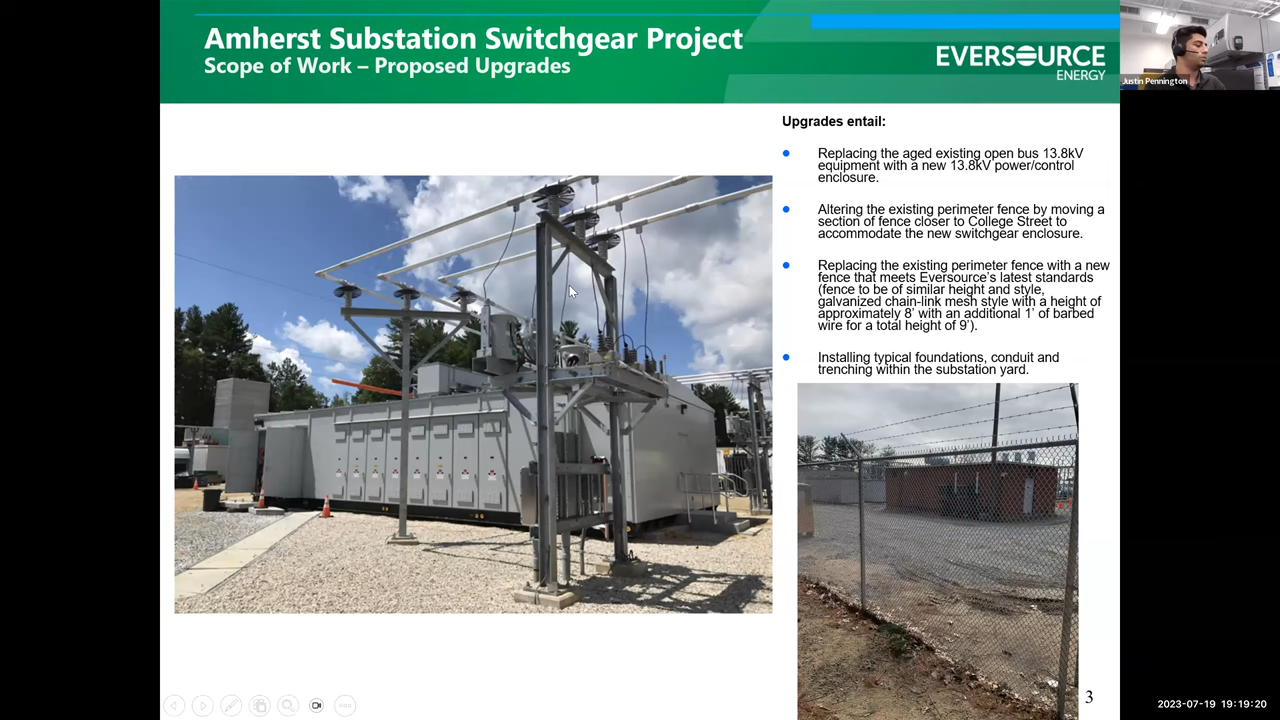 Amherst Substation Switchgear Project
Scope of Work – Proposed Upgrades
EVERSOURCE
ENERGY
Justin Pennington
Upgrades entail:
Replacing the aged existing open bus 13.8kV
equipment with a new 13.8kV power/control
enclosure.
Altering the existing perimeter fence by moving a
section of fence closer to College Street to
accommodate the new switchgear enclosure.
Replacing the existing perimeter fence with a new
fence that meets Eversource's latest standards
(fence to be of similar height and style,
galvanized chain-link mesh style with a height of
approximately 8' with an additional 1' of barbed
wire for a total height of 9').
Installing typical foundations, conduit and
trenching within the substation yard.
3
2023-07-19 19:19:20